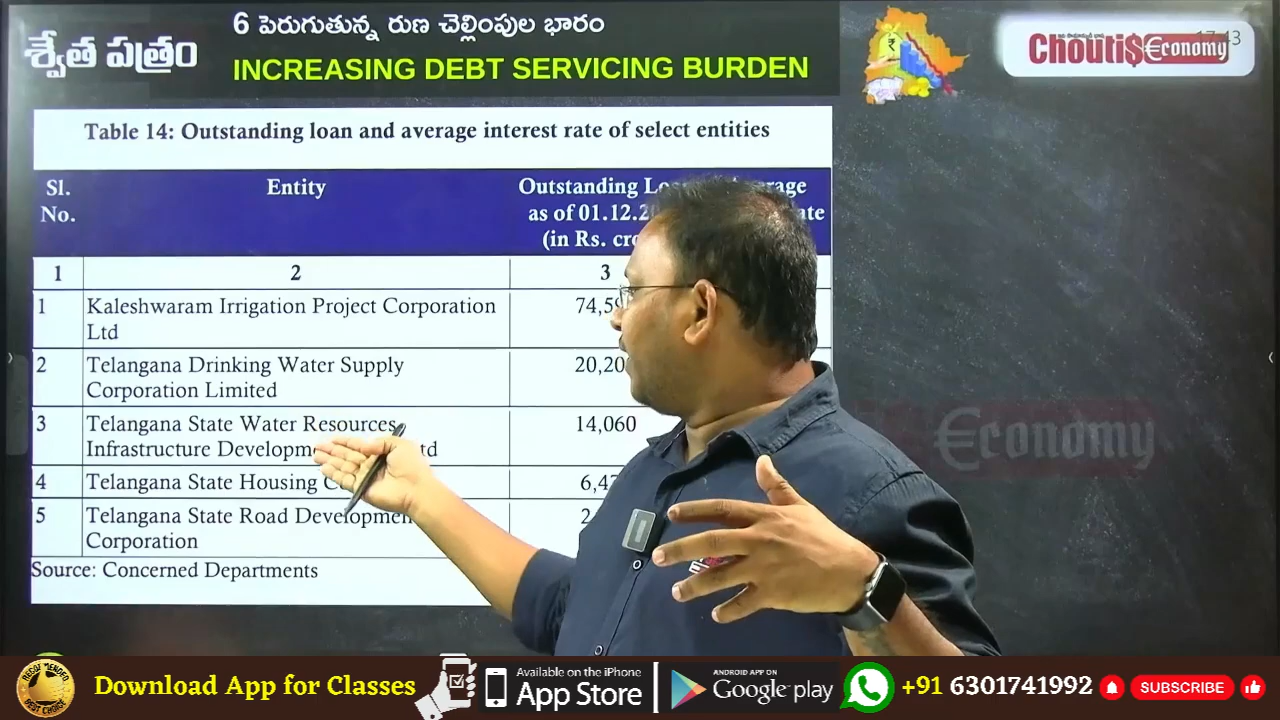 శ్వేత పత్రం
6 పెరుగుతున్న రుణ చెల్లింపుల భారం
INCREASING DEBT SERVICING BURDEN
Chouti$ €conomy
Table 14: Outstanding loan and average interest rate of select entities
Sl. No.
Entity
Outstanding
as of 01.12.
(in Rs.
1
2
3
1
Kaleshwaram Irrigation Project Corporation
Ltd
2
Telangana Drinking Water Supply
Corporation Limited
3
Telangana State Water Resources
Infrastructure
14,060
4
Telangana State Housing
5
Telangana State Road
Corporation
Source: Concerned Departments
€conomy
Download App for Classes
Available on the iPhone
App Store
ANDROID APP ON
Google play
+91 6301741992
SUBSCRIBE